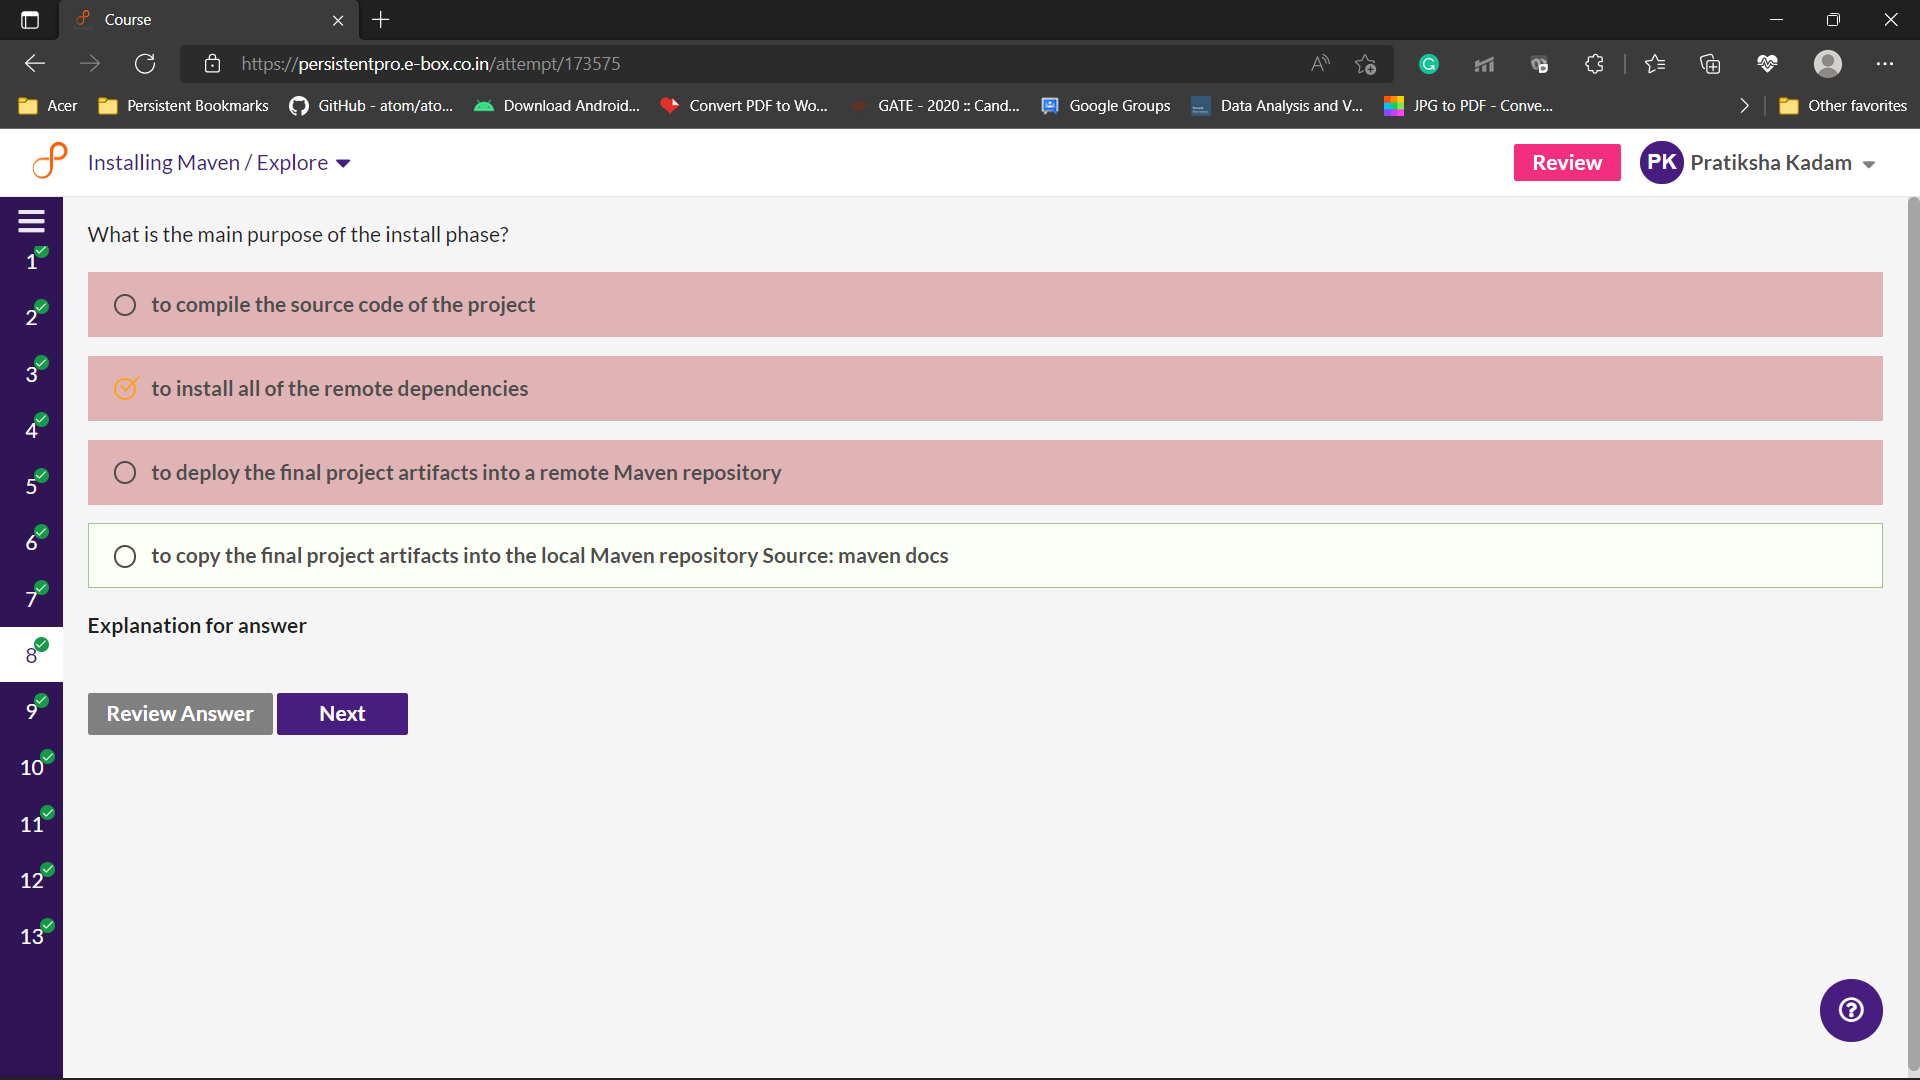 Course
https://persistentpro.e-box.co.in/attempt/173575
Acer
Persistent Bookmarks
GitHub - atom/ato...
Download Android...
Convert PDF to Wo...
GATE - 2020 :: Cand...
Google Groups
Data Analysis and V...
JPG to PDF - Conve...
Other favorites
Installing Maven / Explore
Review
PK
Pratiksha Kadam
What is the main purpose of the install phase?
1
to compile the source code of the project
2
to install all of the remote dependencies
3
4
to deploy the final project artifacts into a remote Maven repository
5
6
to copy the final project artifacts into the local Maven repository Source: maven docs
7
Explanation for answer
8
9
Review Answer
Next
10
11
12
13